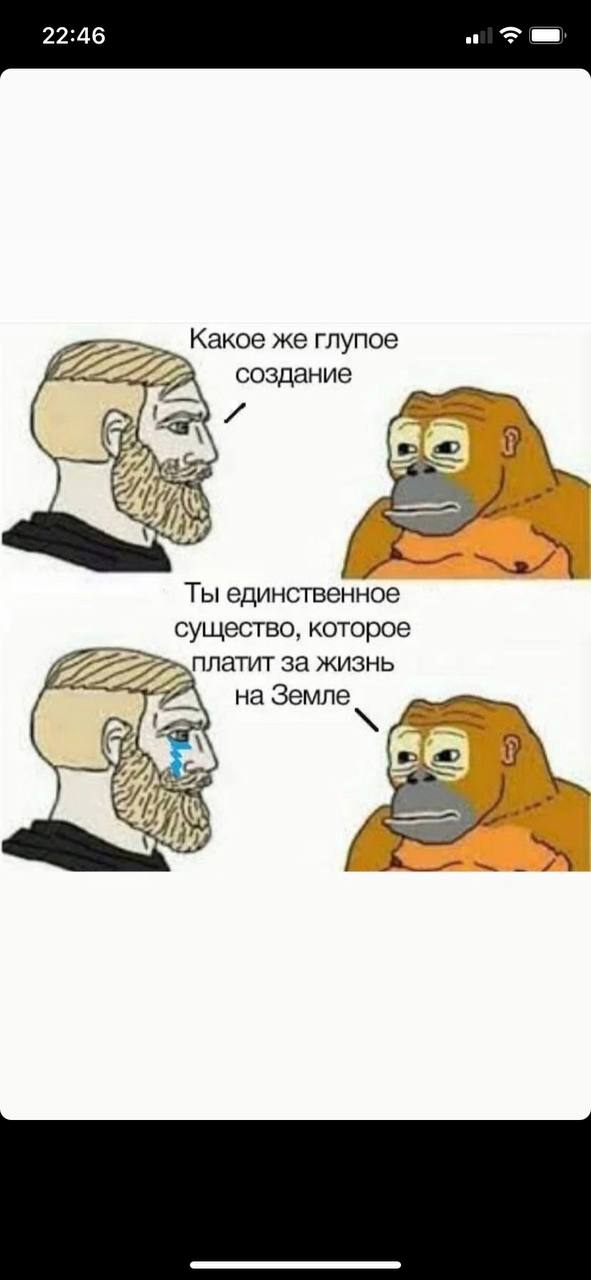 22:46
Какое же глупое
создание
Ты единственное
существо, которое
платит за жизнь
на Земле